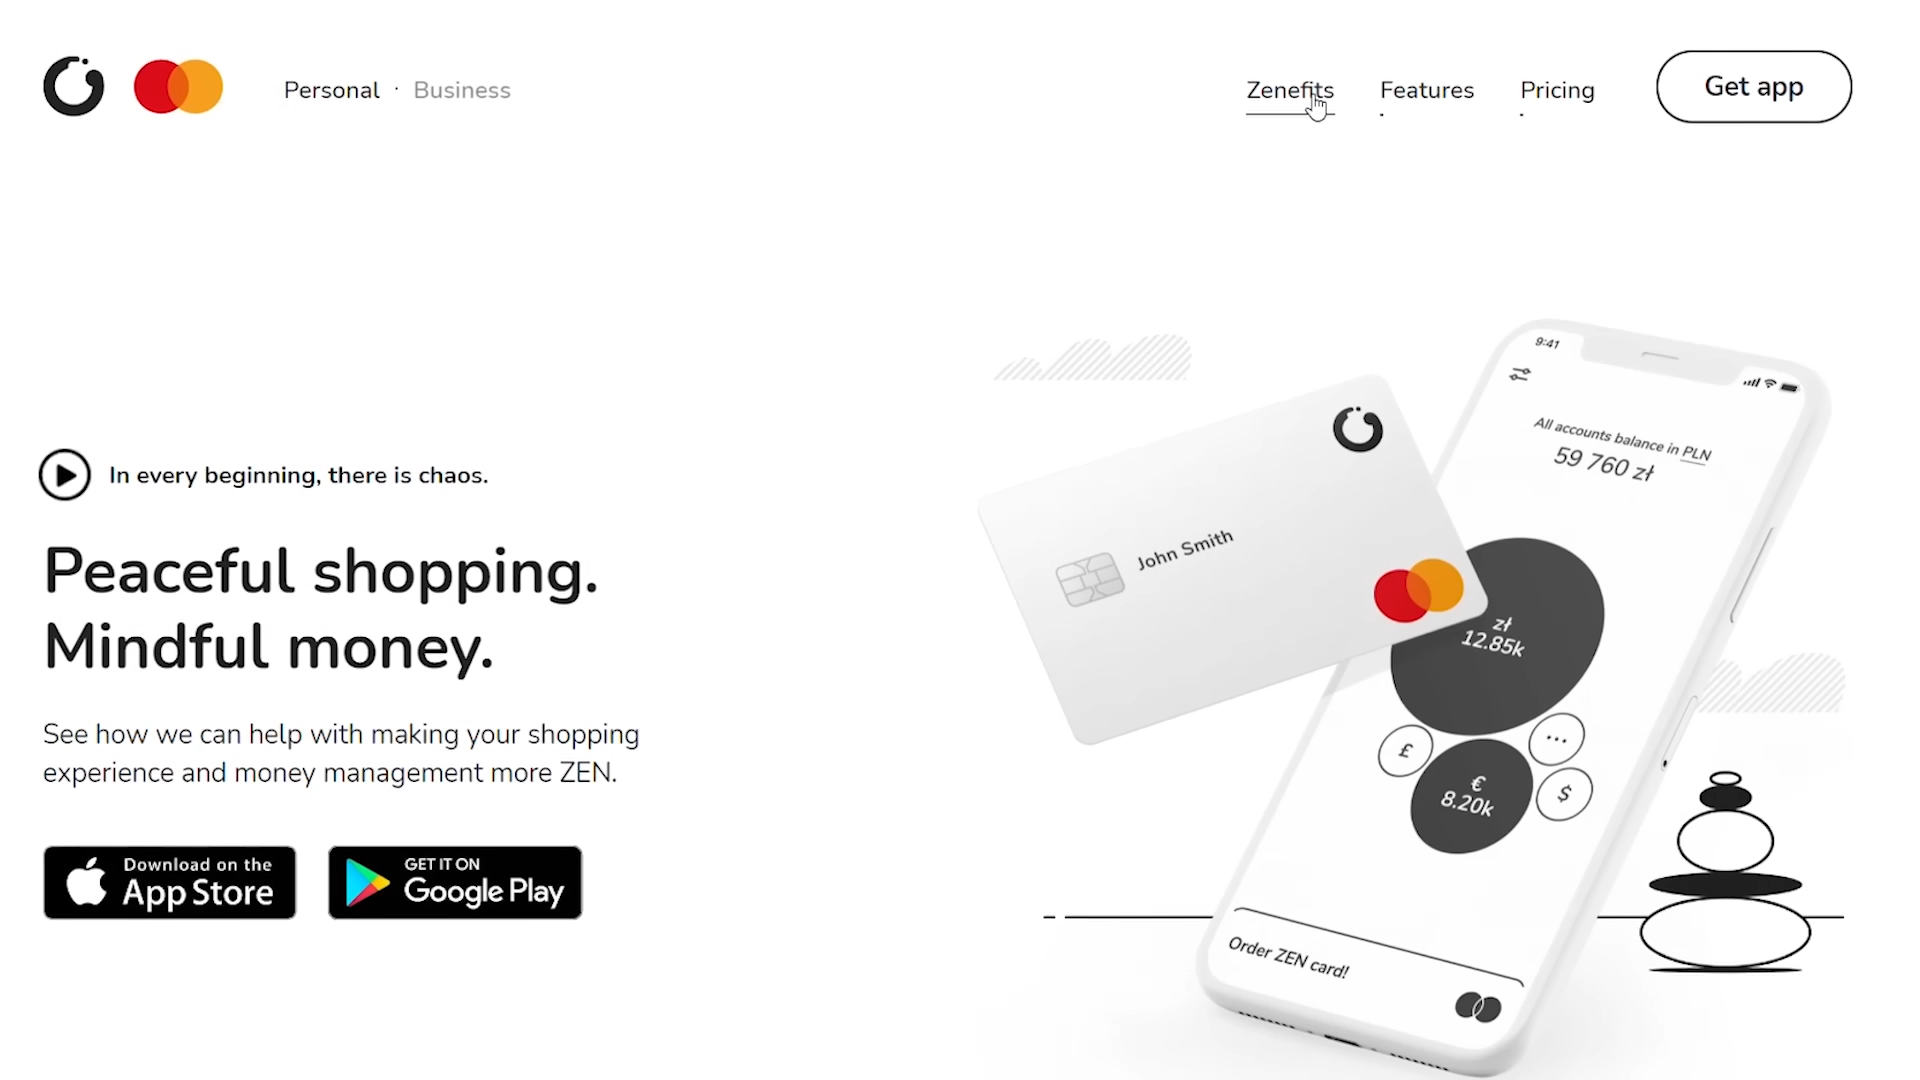 Personal · Business
Zenefits
Features
Pricing
Get app
In every beginning, there is chaos.
Peaceful shopping.
Mindful money.
See how we can help with making your shopping
experience and money management more ZEN.
Download on the
App Store
GET IT ON
Google Play
John Smith
9:41
All accounts balance in PLN
59 760 zł
zł
12.85k
£
...
€
8.20k
$
Order ZEN card!